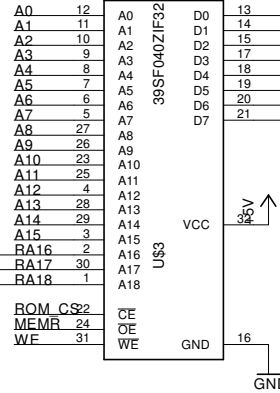 A0 12 A0 D0 13
A1 11 A1 D1 14
A2 10 A2 D2 15
A3 9 A3 D3 17
A4 8 A4 D4 18
A5 7 A5 D5 19
A6 6 A6 D6 20
A7 5 A7 D7 21
A8 27 A8
A9 26 A9
A10 23 A10
A11 25 A11
A12 4 A12
A13 28 A13
A14 29 A14 VCC 32 +5V
A15 3 A15
RA16 2 A16
RA17 30 A17
RA18 1 A18
ROM_CS 22 CE
MEMR 24 OE
WE 31 WE GND 16
GND
39SF040ZIF32
U$3